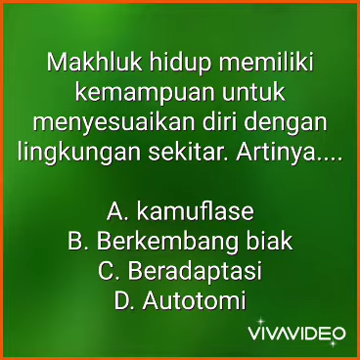 Makhluk hidup memiliki
kemampuan untuk
menyesuaikan diri dengan
lingkungan sekitar. Artinya....
A. kamuflase
B. Berkembang biak
C. Beradaptasi
D. Autotomi
VIVAVIDEO